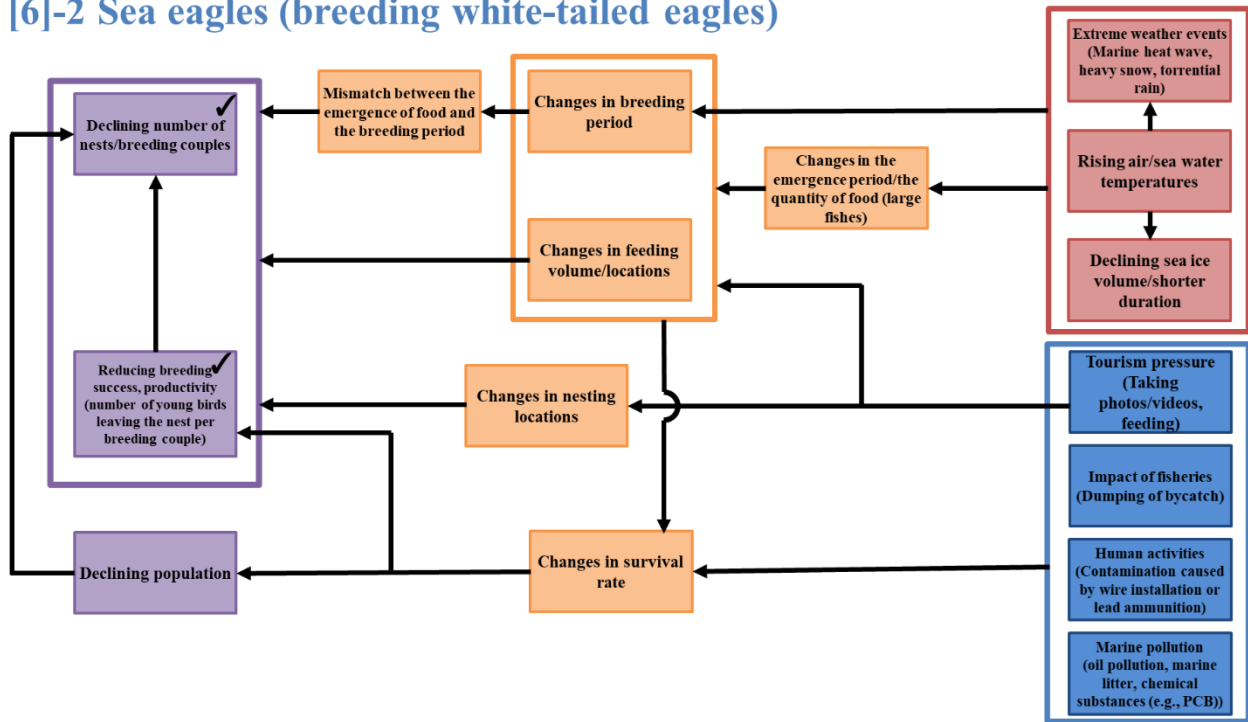 [6]-2 Sea eagles (breeding white-tailed eagles)
Declining number of
nests/breeding couples
Reducing breeding
success, productivity
(number of young birds
leaving the nest per
breeding couple)
Declining population
Mismatch between the
emergence of food and
the breeding period
Changes in breeding
period
Changes in feeding
volume/locations
Changes in the
emergence period/the
quantity of food (large
fishes)
Changes in nesting
locations
Changes in survival
rate
Extreme weather events
(Marine heat wave,
heavy snow, torrential
rain)
Rising air/sea water
temperatures
Declining sea ice
volume/shorter
duration
Tourism pressure
(Taking
photos/videos,
feeding)
Impact of fisheries
(Dumping of bycatch)
Human activities
(Contamination caused
by wire installation or
lead ammunition)
Marine pollution
(oil pollution, marine
litter, chemical
substances (e.g., PCB))